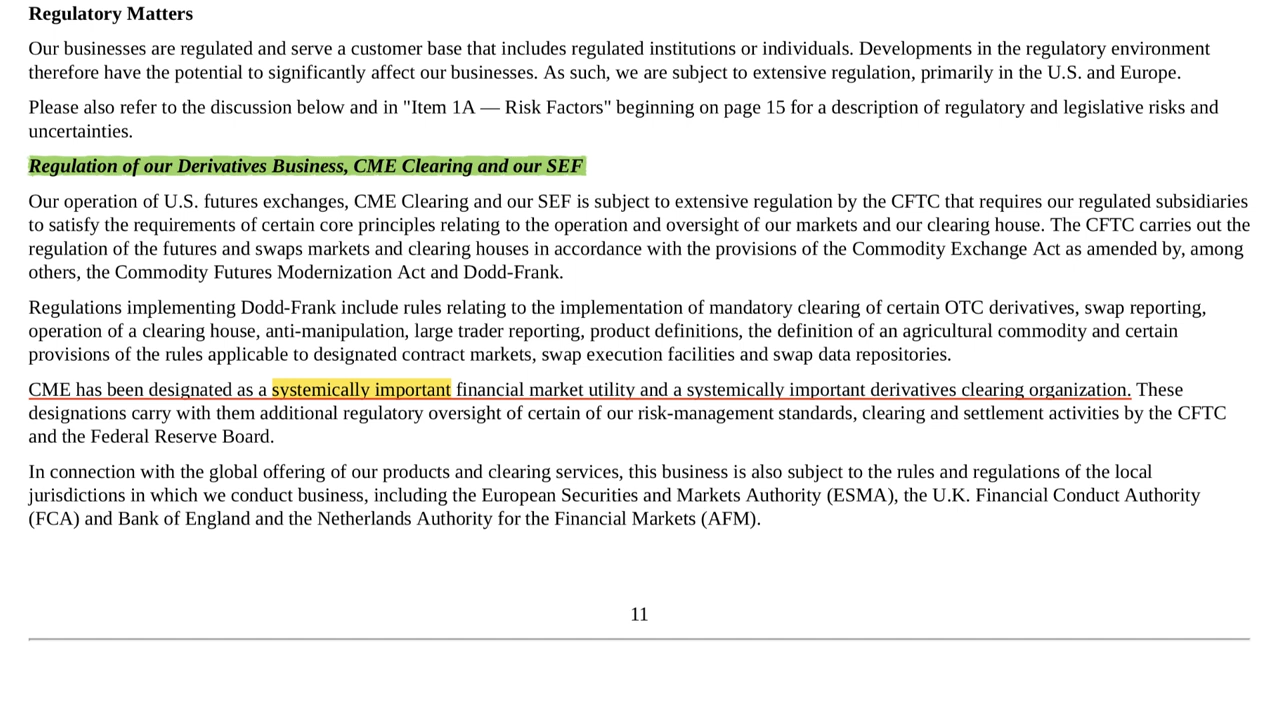 Regulatory Matters
Our businesses are regulated and serve a customer base that includes regulated institutions or individuals. Developments in the regulatory environment
therefore have the potential to significantly affect our businesses. As such, we are subject to extensive regulation, primarily in the U.S. and Europe.
Please also refer to the discussion below and in "Item 1A — Risk Factors" beginning on page 15 for a description of regulatory and legislative risks and
uncertainties.
Regulation of our Derivatives Business, CME Clearing and our SEF
Our operation of U.S. futures exchanges, CME Clearing and our SEF is subject to extensive regulation by the CFTC that requires our regulated subsidiaries
to satisfy the requirements of certain core principles relating to the operation and oversight of our markets and our clearing house. The CFTC carries out the
regulation of the futures and swaps markets and clearing houses in accordance with the provisions of the Commodity Exchange Act as amended by, among
others, the Commodity Futures Modernization Act and Dodd-Frank.
Regulations implementing Dodd-Frank include rules relating to the implementation of mandatory clearing of certain OTC derivatives, swap reporting,
operation of a clearing house, anti-manipulation, large trader reporting, product definitions, the definition of an agricultural commodity and certain
provisions of the rules applicable to designated contract markets, swap execution facilities and swap data repositories.
CME has been designated as a systemically important financial market utility and a systemically important derivatives clearing organization. These
designations carry with them additional regulatory oversight of certain of our risk-management standards, clearing and settlement activities by the CFTC
and the Federal Reserve Board.
In connection with the global offering of our products and clearing services, this business is also subject to the rules and regulations of the local
jurisdictions in which we conduct business, including the European Securities and Markets Authority (ESMA), the U.K. Financial Conduct Authority
(FCA) and Bank of England and the Netherlands Authority for the Financial Markets (AFM).
11